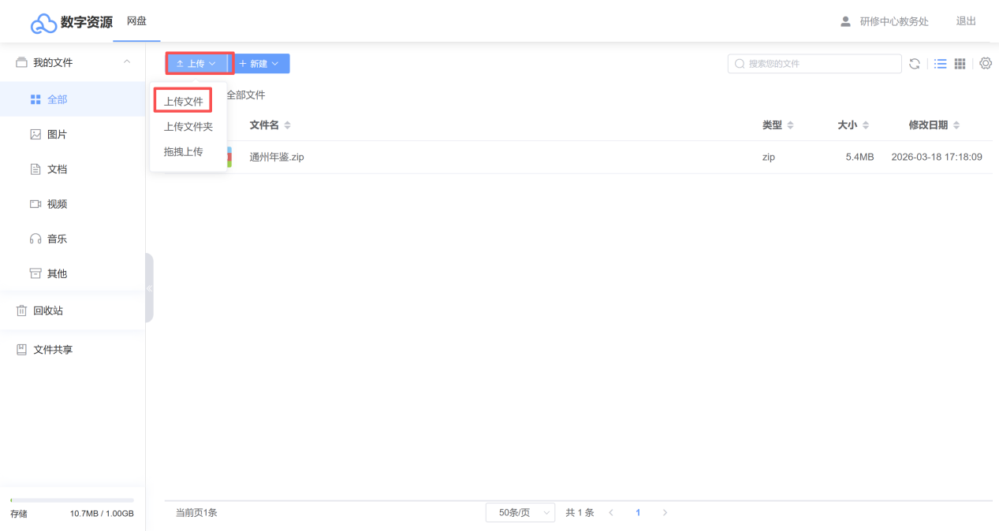 数字资源 网盘 研修中心教务处 退出
我的文件 上传 新建 搜索您的文件
全部 上传文件 全部文件
上传文件夹 文件名 类型 大小 修改日期
图片
拖拽上传 通州年鉴.zip zip 5.4MB 2026-03-18 17:18:09
文档
视频
音乐
其他
回收站
文件共享
存储 10.7MB / 1.00GB 当前页1条 50条/页 共 1 条 1